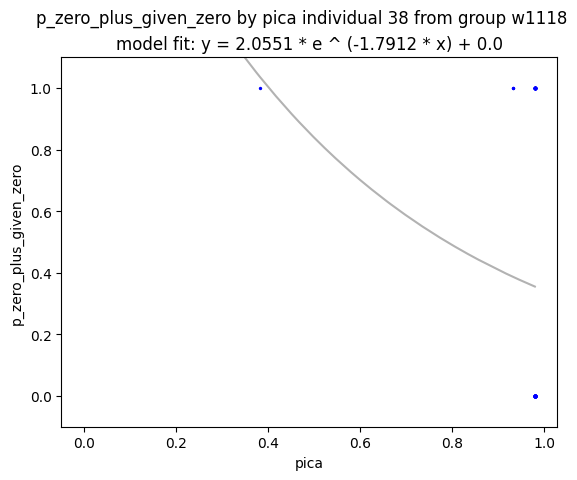 p_zero_plus_given_zero by pica individual 38 from group w1118
model fit: y = 2.0551 * e ^ (-1.7912 * x) + 0.0
p_zero_plus_given_zero
1.0
0.8
0.6
0.4
0.2
0.0
0.0 0.2 0.4 0.6 0.8 1.0
pica